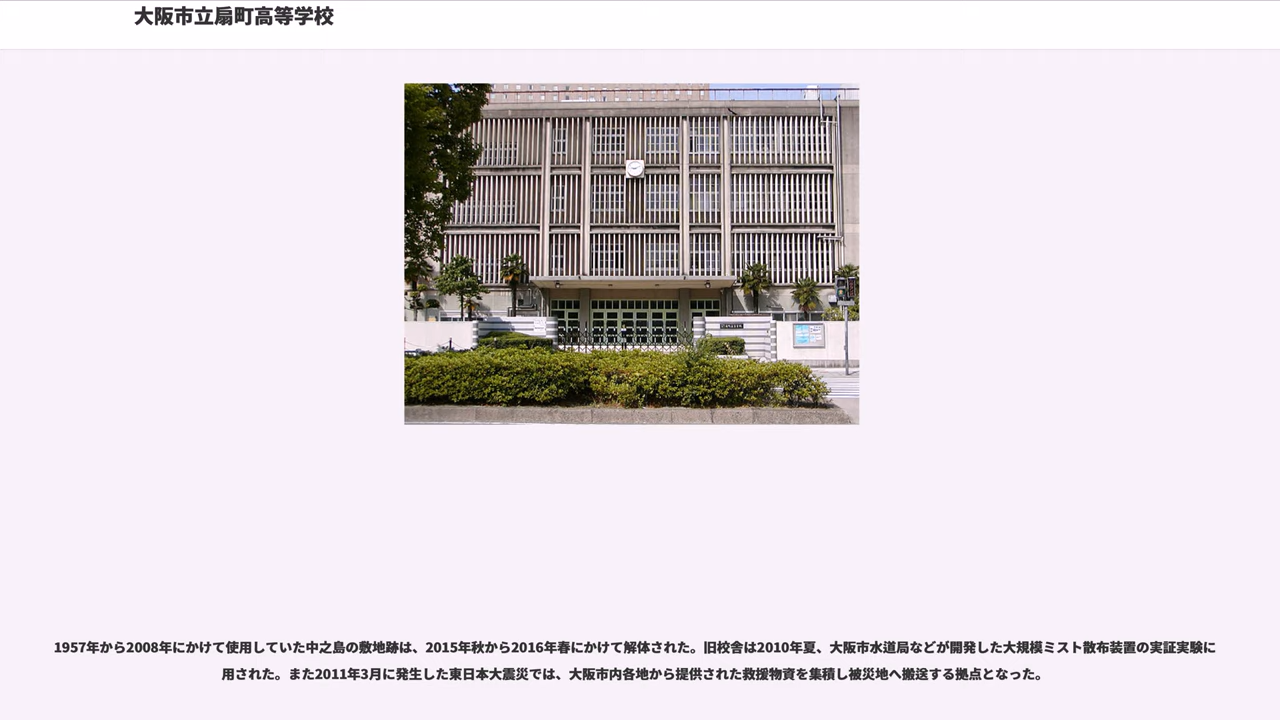 大阪市立扇町高等学校
1957年から2008年にかけて使用していた中之島の敷地跡は、2015年秋から2016年春にかけて解体された。旧校舎は2010年夏、大阪市水道局などが開発した大規模ミスト散布装置の実証実験に
用された。また2011年3月に発生した東日本大震災では、大阪市内各地から提供された救援物資を集積し被災地へ搬送する拠点となった。